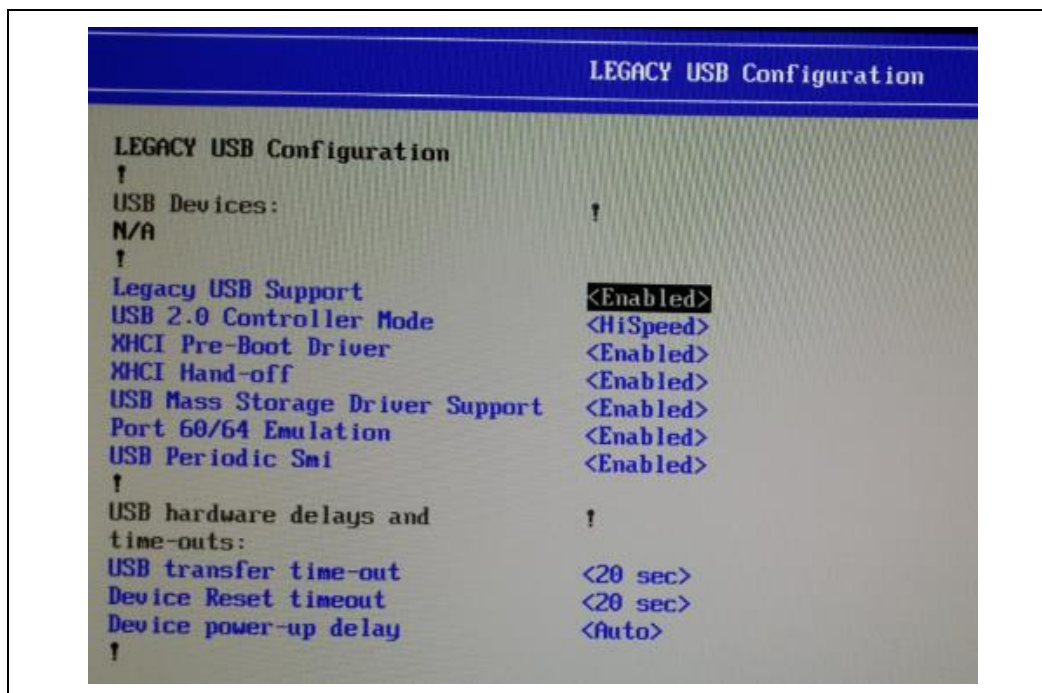 LEGACY USB Configuration
LEGACY USB Configuration
!
USB Devices: !
N/A
!
Legacy USB Support <Enabled>
USB 2.0 Controller Mode <HiSpeed>
XHCI Pre-Boot Driver <Enabled>
XHCI Hand-off <Enabled>
USB Mass Storage Driver Support <Enabled>
Port 60/64 Emulation <Enabled>
USB Periodic Smi <Enabled>
!
USB hardware delays and !
time-outs:
USB transfer time-out <20 sec>
Device Reset timeout <20 sec>
Device power-up delay <Auto>
!